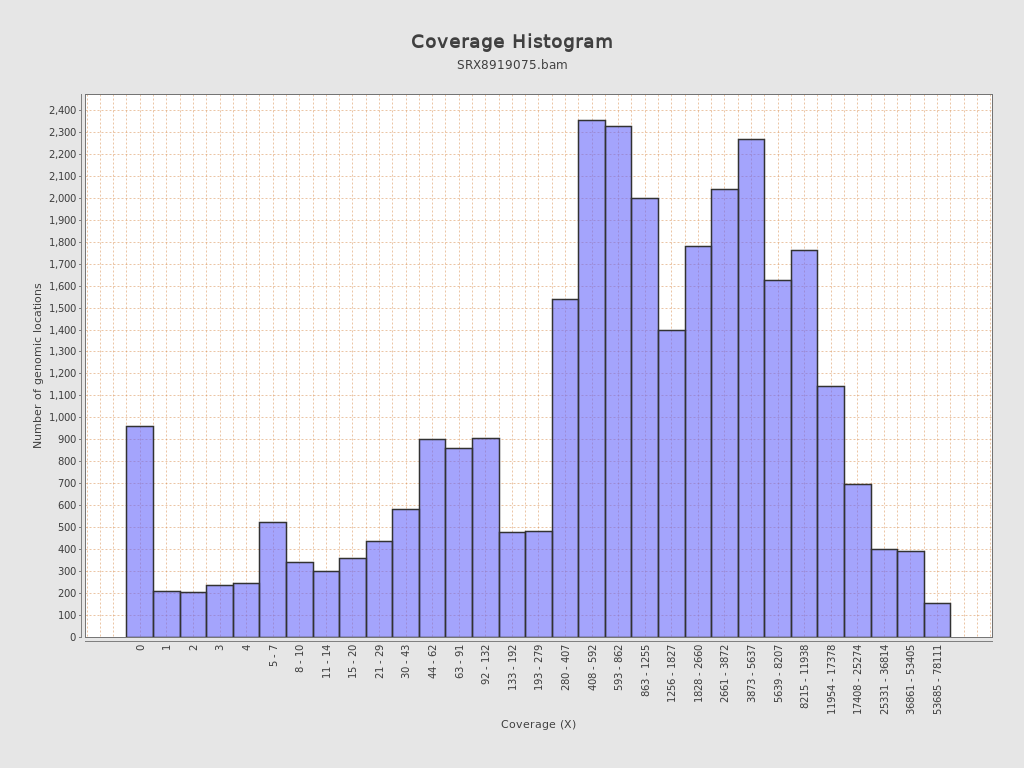 Coverage Histogram
SRX8919075.bam
Number of genomic locations
2,400
2,300
2,200
2,100
2,000
1,900
1,800
1,700
1,600
1,500
1,400
1,300
1,200
1,100
1,000
900
800
700
600
500
400
300
200
100
0
0
1
2
3
4
5 - 7
8 - 10
11 - 14
15 - 20
21 - 29
30 - 43
44 - 62
63 - 91
92 - 132
133 - 192
193 - 279
280 - 407
408 - 592
593 - 862
863 - 1255
1256 - 1827
1828 - 2660
2661 - 3872
3873 - 5637
5639 - 8207
8215 - 11938
11954 - 17378
17408 - 25274
25331 - 36814
36861 - 53405
53685 - 78111
Coverage (X)